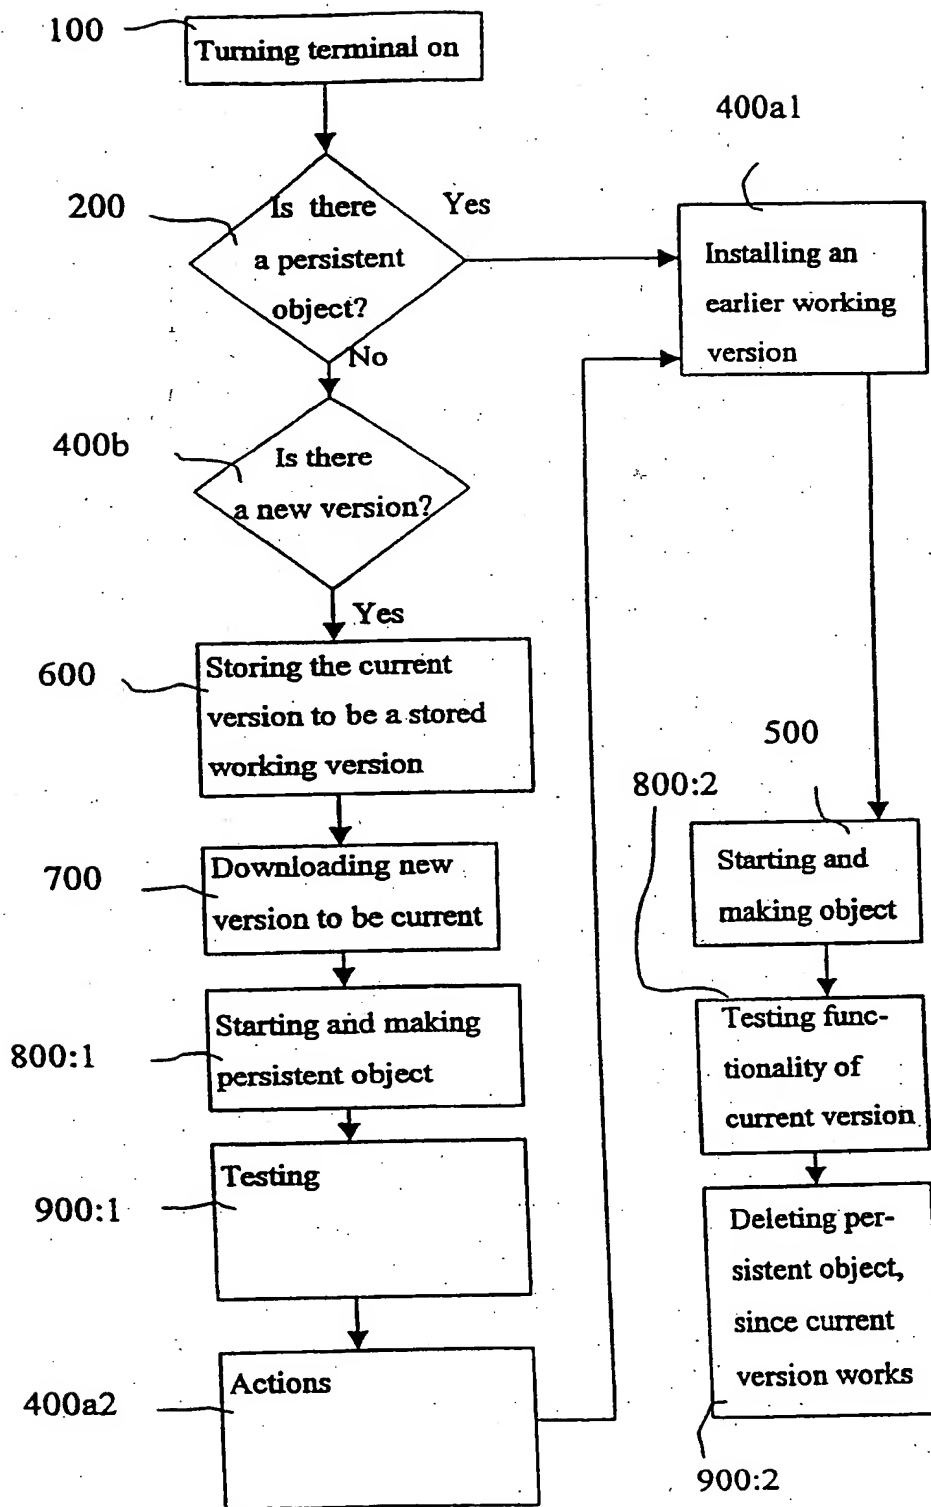 100
Turning terminal on
400a1
200
Is there
a persistent
object?
Yes
Installing an
earlier working
version
No
400b
Is there
a new version?
Yes
600
Storing the current
version to be a stored
working version
500
800:2
700
Downloading new
version to be current
Starting and
making object
800:1
Starting and making
persistent object
Testing func-
tionality of
current version
900:1
Testing
Deleting per-
sistent object,
since current
version works
400a2
Actions
900:2